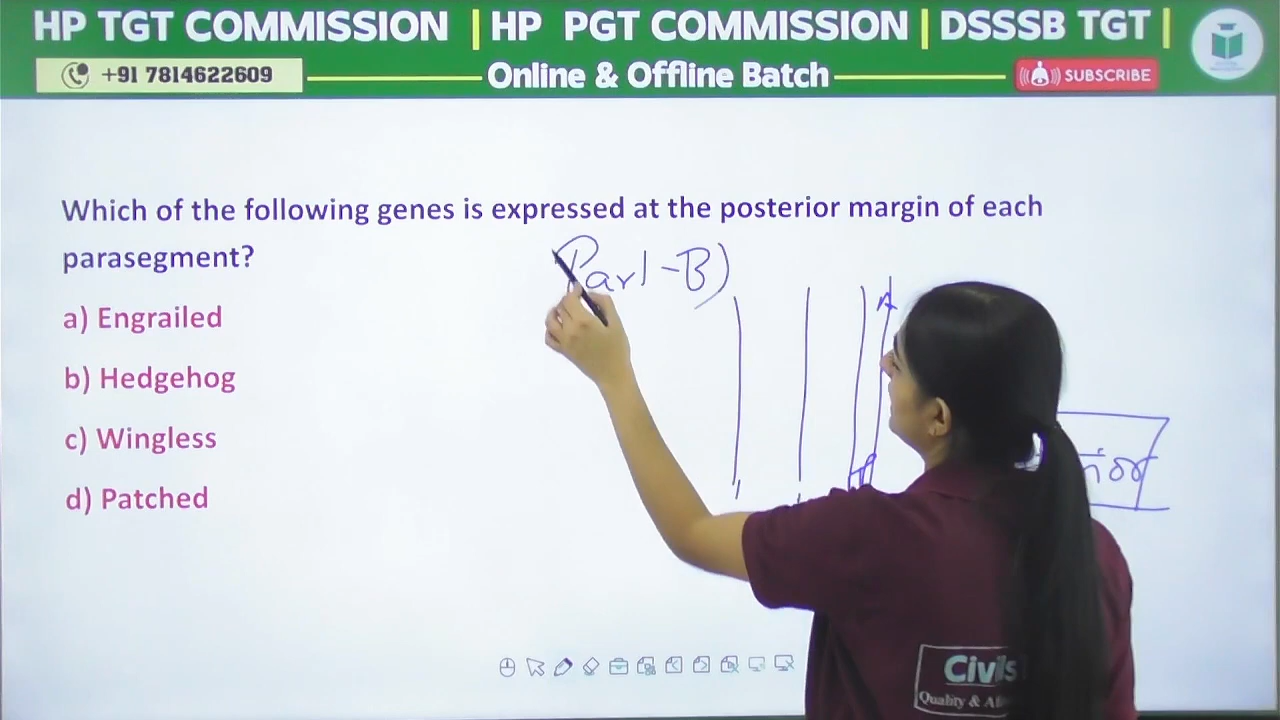 HP TGT COMMISSION | HP PGT COMMISSION | DSSSB TGT |
+91 7814622609
Online & Offline Batch
SUBSCRIBE
Which of the following genes is expressed at the posterior margin of each
parasegment?
(Part-B)
a) Engrailed
b) Hedgehog
c) Wingless
d) Patched
A
P
Quality &